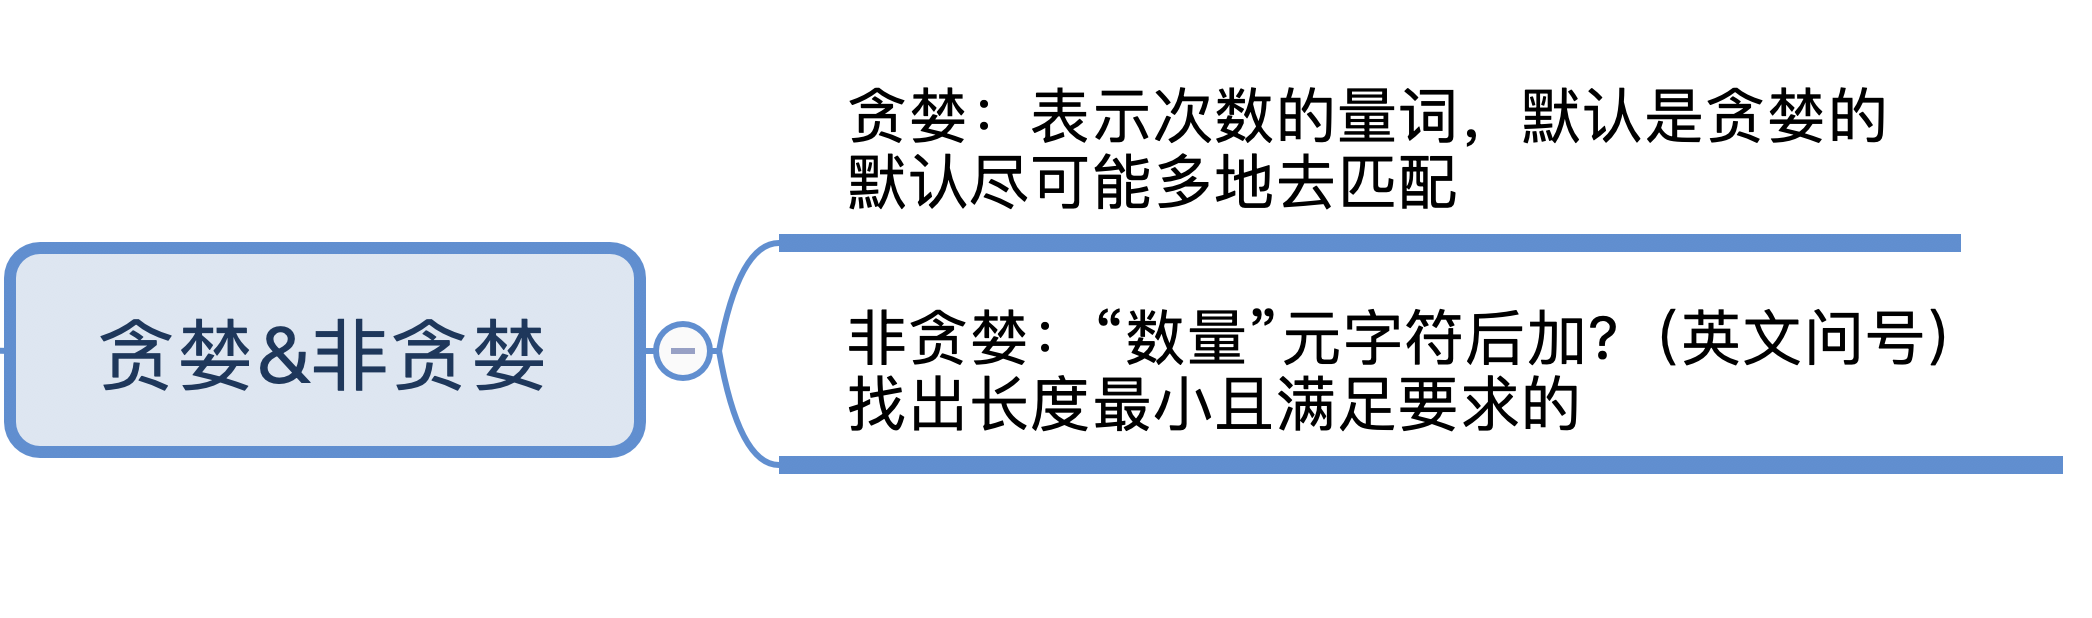 贪婪&非贪婪
贪婪：表示次数的量词，默认是贪婪的
默认尽可能多地去匹配
非贪婪：“数量”元字符后加?（英文问号）
找出长度最小且满足要求的